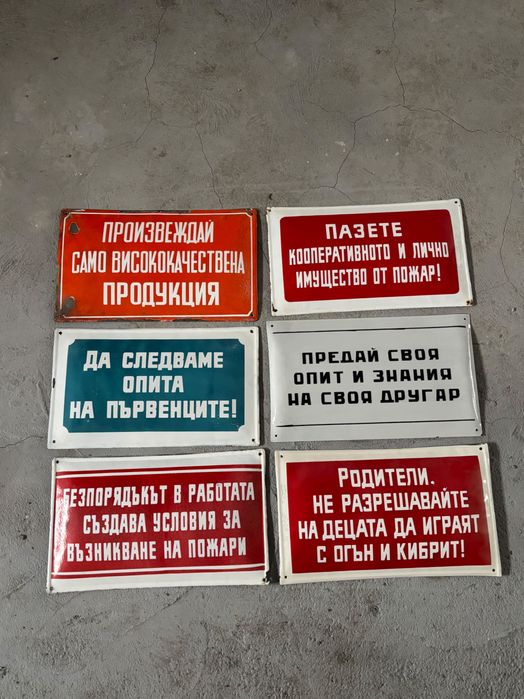 ПРОИЗВЕЖДАЙ
САМО ВИСОКОКАЧЕСТВЕНА
ПРОДУКЦИЯ
ПАЗЕТЕ
КООПЕРАТИВНОТО И ЛИЧНО
ИМУЩЕСТВО ОТ ПОЖАР!
ДА СЛЕДВАМЕ
ОПИТА
НА ПЪРВЕНЦИТЕ!
ПРЕДАЙ СВОЯ
ОПИТ И ЗНАНИЯ
НА СВОЯ ДРУГАР
БЕЗПОРЯДЪКЪТ В РАБОТАТА
СЪЗДАВА УСЛОВИЯ ЗА
ВЪЗНИКВАНЕ НА ПОЖАРИ
РОДИТЕЛИ.
НЕ РАЗРЕШАВАЙТЕ
НА ДЕЦАТА ДА ИГРАЯТ
С ОГЪН И КИБРИТ!